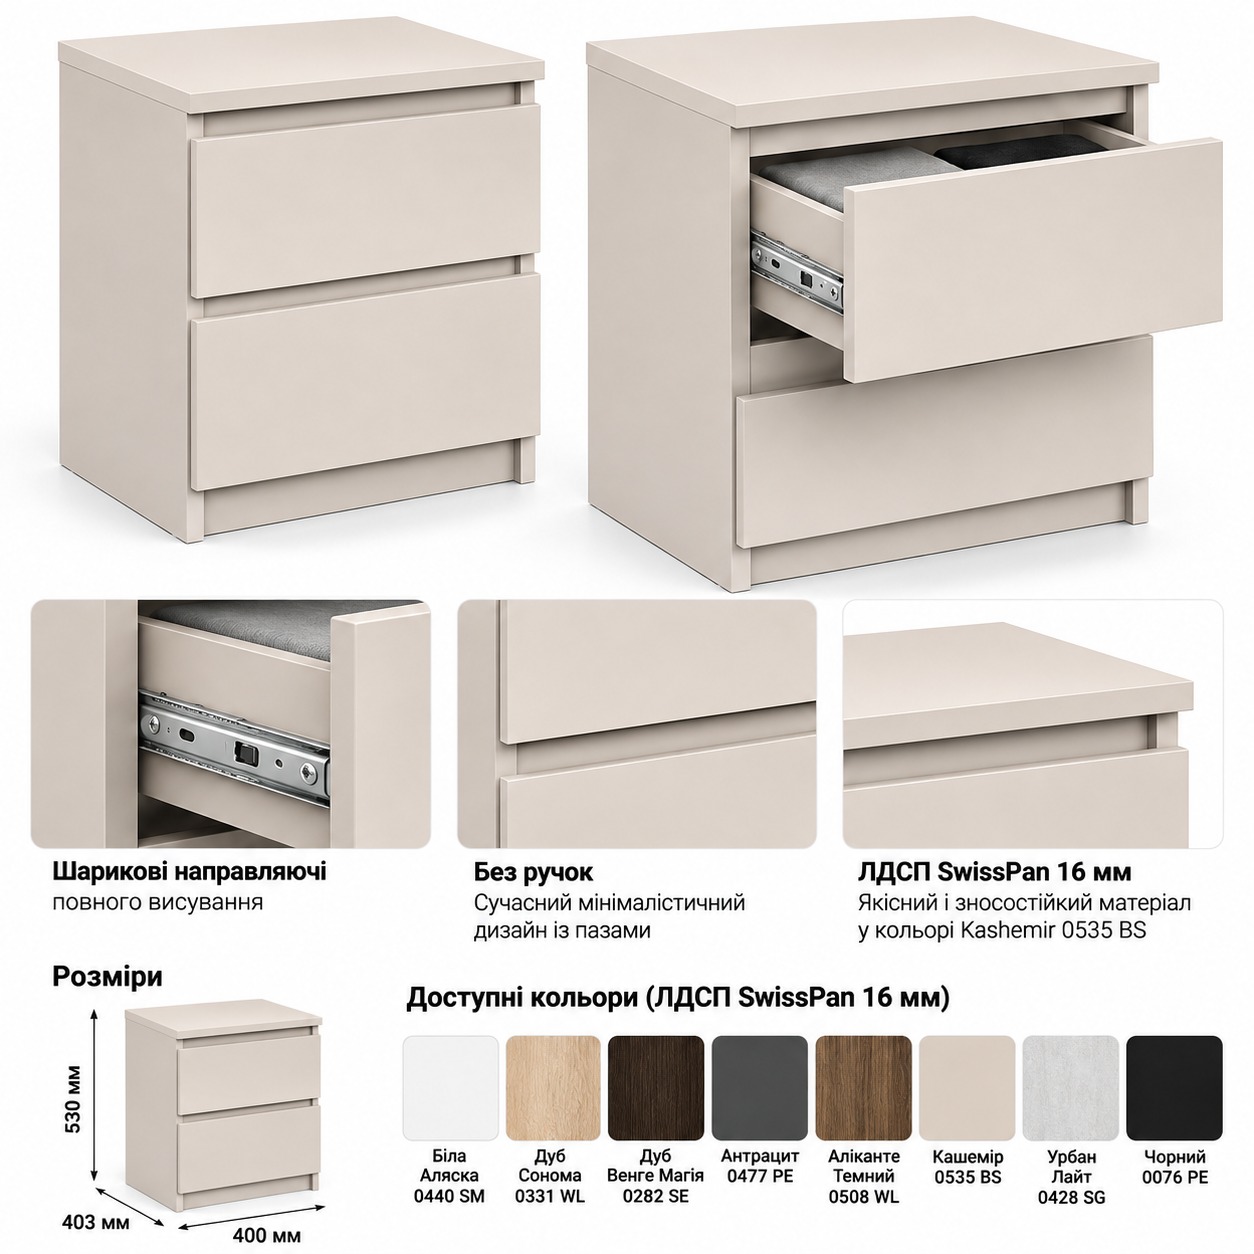 Шарикові направляючі
повного висування
Без ручок
Сучасний мінімалістичний
дизайн із пазами
ЛДСП SwissPan 16 мм
Якісний і зносостійкий матеріал
у кольорі Kashemir 0535 BS
Розміри
530 мм
403 мм
400 мм
Доступні кольори (ЛДСП SwissPan 16 мм)
Біла
Аляска
0440 SM
Дуб
Сонома
0331 WL
Дуб
Венге Магія
0282 SE
Антрацит
0477 PE
Аліканте
Темний
0508 WL
Кашемір
0535 BS
Урбан
Лайт
0428 SG
Чорний
0076 PE